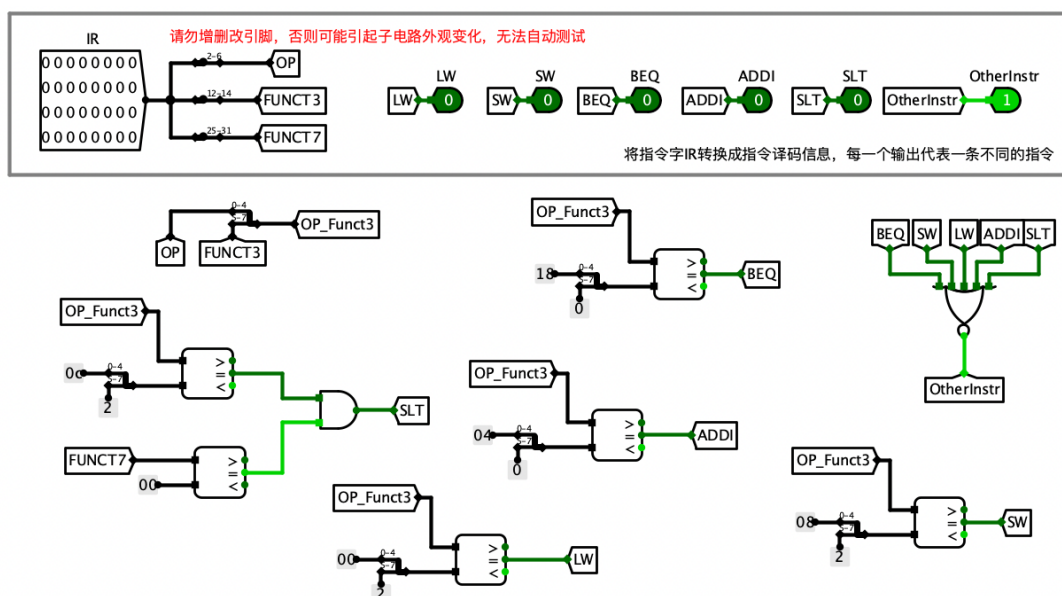 请勿增删改引脚，否则可能引起子电路外观变化，无法自动测试
IR
00000000
00000000
00000000
00000000
2-6
OP
12-14
FUNCT3
25-31
FUNCT7
LW SW BEQ ADDI SLT OtherInstr
LW 0 SW 0 BEQ 0 ADDI 0 SLT 0 OtherInstr 1
将指令字IR转换成指令译码信息，每一个输出代表一条不同的指令
0-4
5-7
OP_Funct3
OP FUNCT3
OP_Funct3
18
0-4
5-7
0
> = <
BEQ
BEQ SW LW ADDI SLT
OtherInstr
OP_Funct3
0c
0-4
5-7
2
> = <
SLT
FUNCT7
00
> = <
OP_Funct3
04
0-4
5-7
0
> = <
ADDI
OP_Funct3
00
0-4
5-7
2
> = <
LW
OP_Funct3
08
0-4
5-7
2
> = <
SW